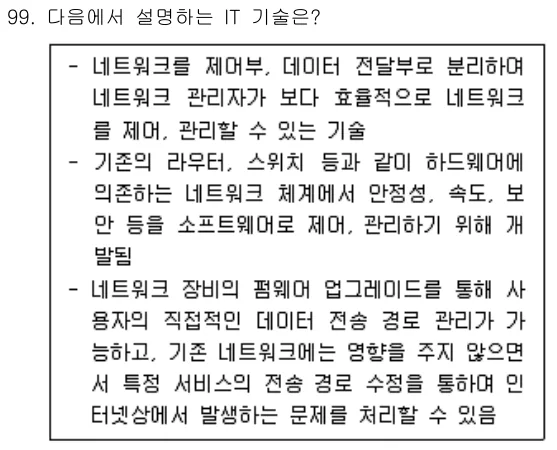 99. 다음에서 설명하는 IT 기술은?
- 네트워크를 제어부, 데이터 전달부로 분리하여
네트워크 관리자가 보다 효율적으로 네트워크
를 제어, 관리할 수 있는 기술
- 기존의 라우터, 스위치 등과 같이 하드웨어에
의존하는 네트워크 체계에서 안정성, 속도, 보
안 등을 소프트웨어로 제어, 관리하기 위해 개
발됨
- 네트워크 장비의 펌웨어 업그레이드를 통해 사
용자의 직접적인 데이터 전송 경로 관리가 가
능하고, 기존 네트워크에는 영향을 주지 않으면
서 특정 서비스의 전송 경로 수정을 통하여 인
터넷상에서 발생하는 문제를 처리할 수 있음